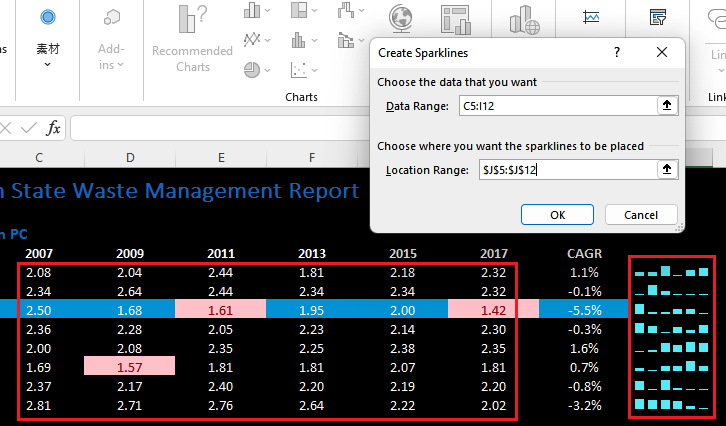 ns
素材
Add-
ins
Recommended
Charts
Charts
Lin
Link
fx
Create Sparklines
?
Choose the data that you want
Data Range: C5:I12
Choose where you want the sparklines to be placed
Location Range: $J$5:$J$12
OK Cancel
C D E F
n State Waste Management Report
n PC
2007 2009 2011 2013 2015 2017 CAGR
2.08 2.04 2.44 1.81 2.18 2.32 1.1%
2.34 2.64 2.44 2.34 2.34 2.32 -0.1%
2.50 1.68 1.61 1.95 2.00 1.42 -5.5%
2.36 2.28 2.05 2.23 2.14 2.30 -0.3%
2.00 2.08 2.35 2.25 2.38 2.35 1.6%
1.69 1.57 1.81 1.81 2.07 1.81 0.7%
2.37 2.17 2.40 2.20 2.19 2.20 -0.8%
2.81 2.71 2.76 2.64 2.22 2.02 -3.2%